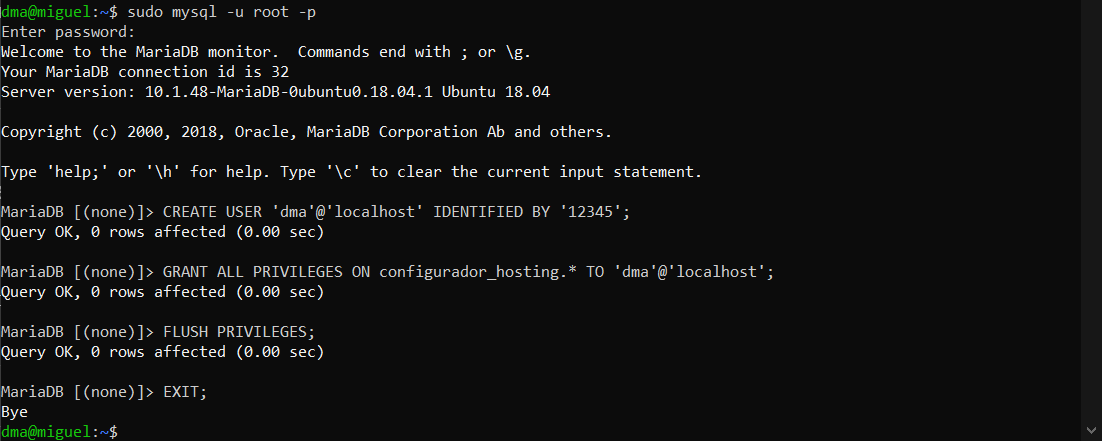 dma@miguel:~$ sudo mysql -u root -p
Enter password:
Welcome to the MariaDB monitor.  Commands end with ; or \g.
Your MariaDB connection id is 32
Server version: 10.1.48-MariaDB-0ubuntu0.18.04.1 Ubuntu 18.04
Copyright (c) 2000, 2018, Oracle, MariaDB Corporation Ab and others.
Type 'help;' or '\h' for help. Type '\c' to clear the current input statement.
MariaDB [(none)]> CREATE USER 'dma'@'localhost' IDENTIFIED BY '12345';
Query OK, 0 rows affected (0.00 sec)
MariaDB [(none)]> GRANT ALL PRIVILEGES ON configurador_hosting.* TO 'dma'@'localhost';
Query OK, 0 rows affected (0.00 sec)
MariaDB [(none)]> FLUSH PRIVILEGES;
Query OK, 0 rows affected (0.00 sec)
MariaDB [(none)]> EXIT;
Bye
dma@miguel:~$